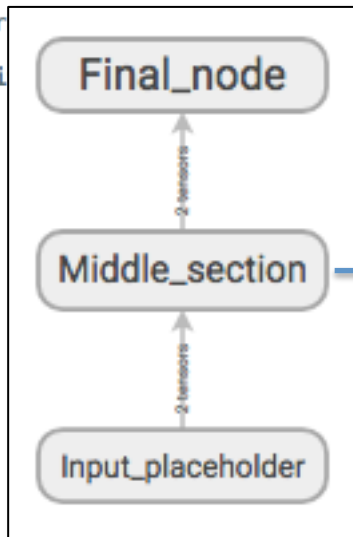 Final_node
2 tensors
Middle_section
2 tensors
Input_placeholder